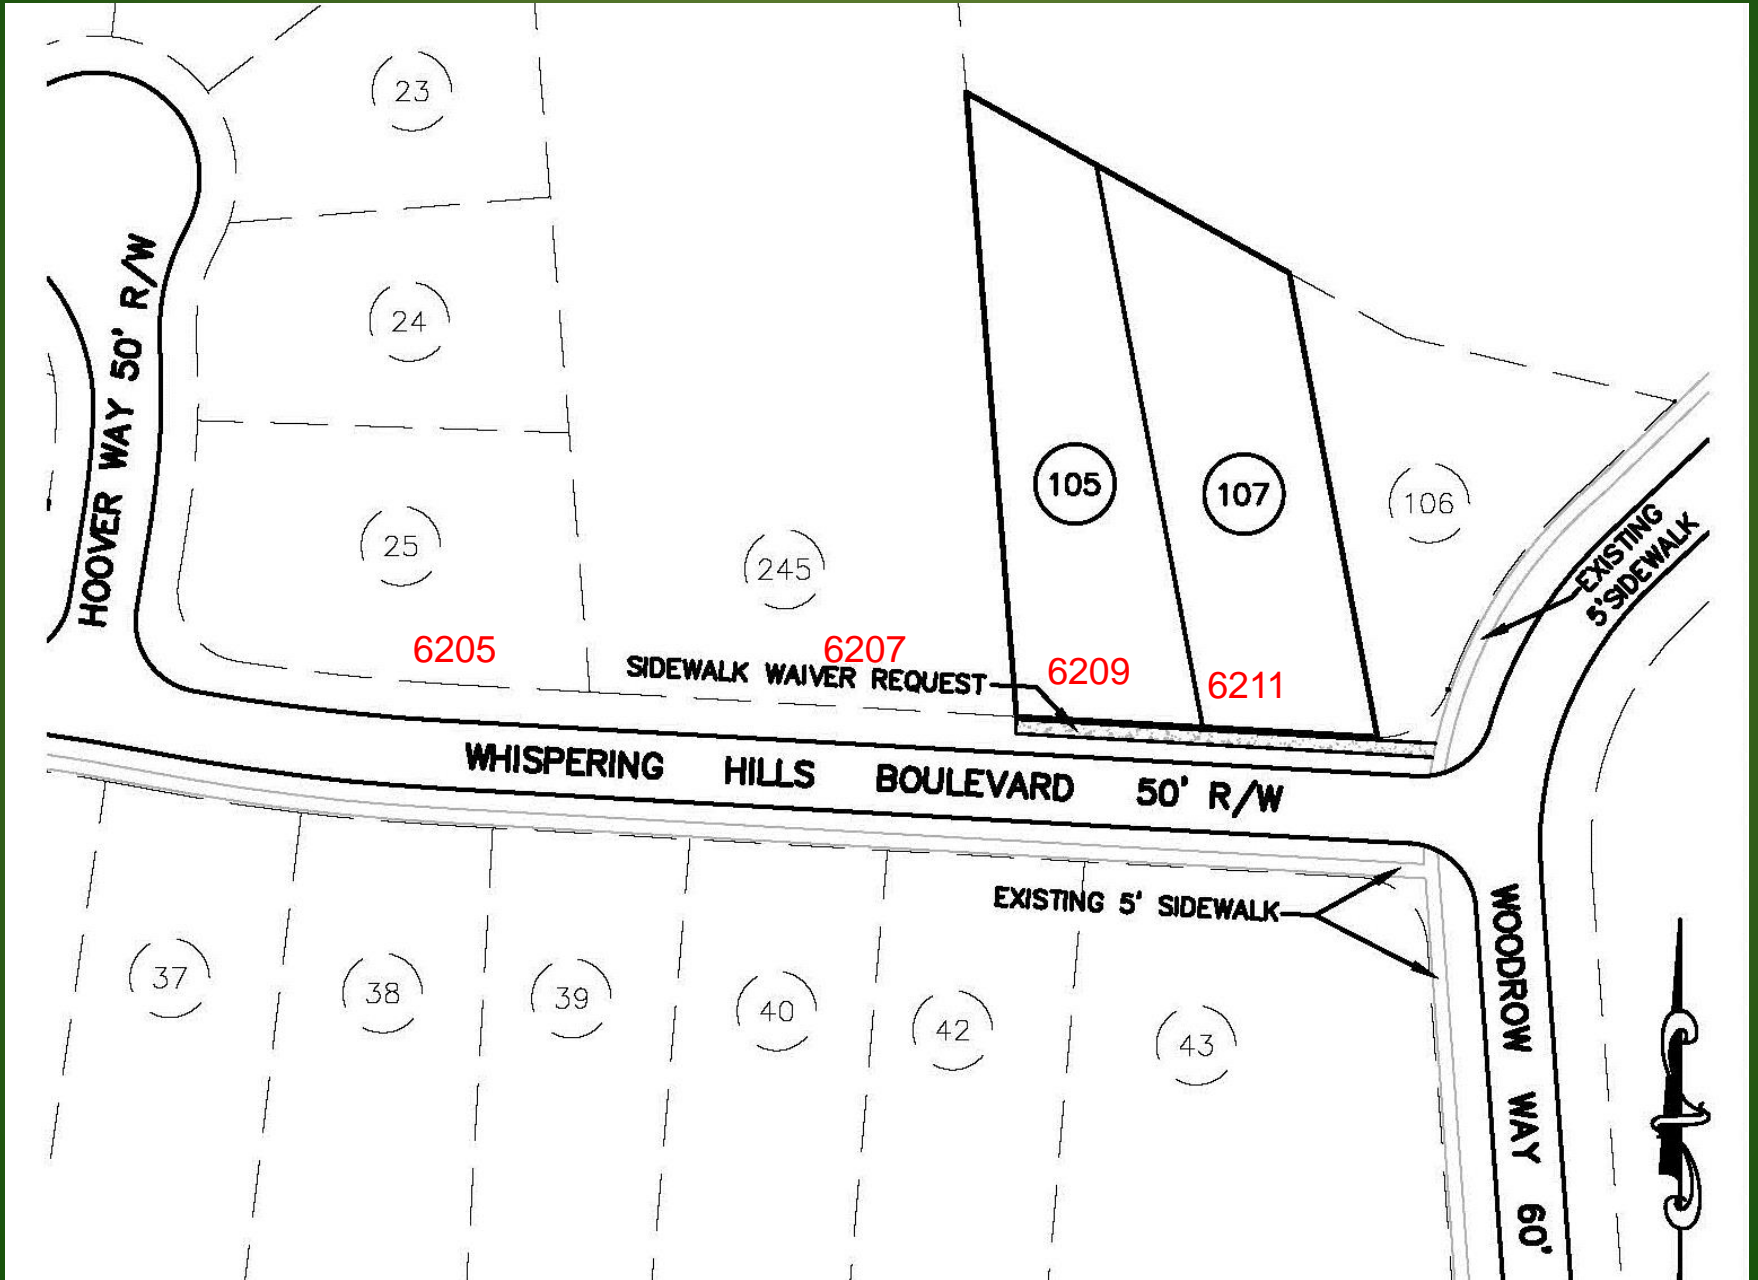 23
24
HOOVER WAY 50' R/W
105
107
106
25
245
EXISTING
5'SIDEWALK
6205
6207
SIDEWALK WAIVER REQUEST
6209
6211
WHISPERING HILLS BOULEVARD 50' R/W
EXISTING 5' SIDEWALK
37
38
39
40
42
43
WOODROW WAY 60'